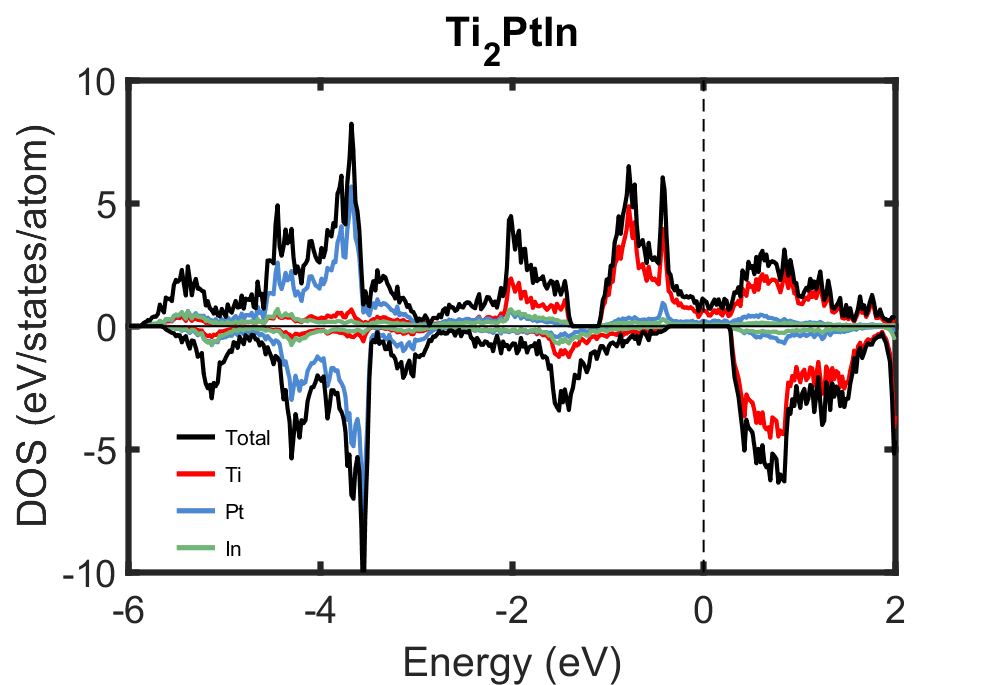 Ti2PtIn
10
5
0
-5
-10
DOS (eV/states/atom)
Total
Ti
Pt
In
-6 -4 -2 0 2
Energy (eV)